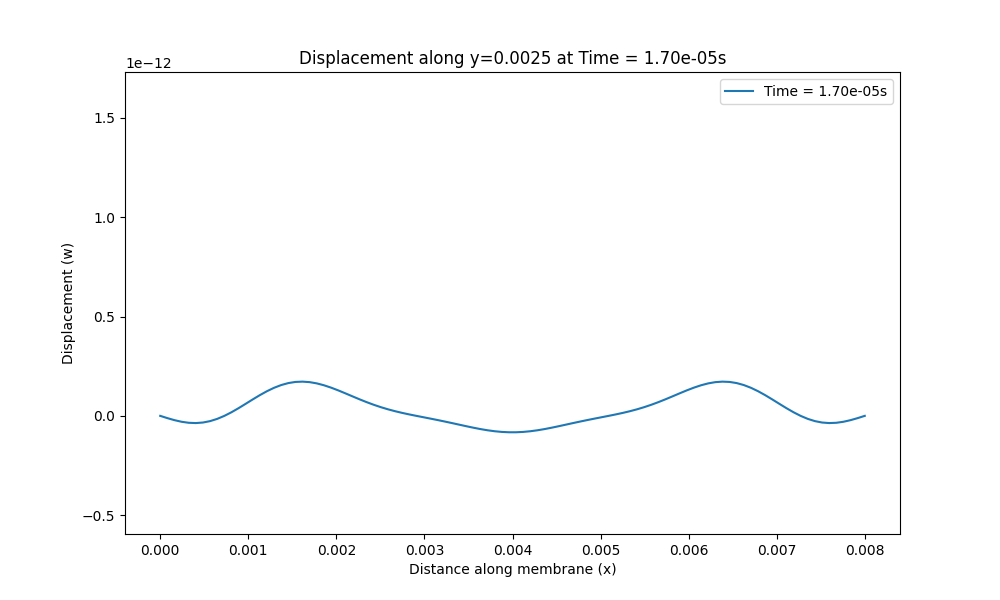 Displacement along y=0.0025 at Time = 1.70e-05s
1e−12
Time = 1.70e-05s
1.5
1.0
0.5
0.0
−0.5
Displacement (w)
0.000 0.001 0.002 0.003 0.004 0.005 0.006 0.007 0.008
Distance along membrane (x)